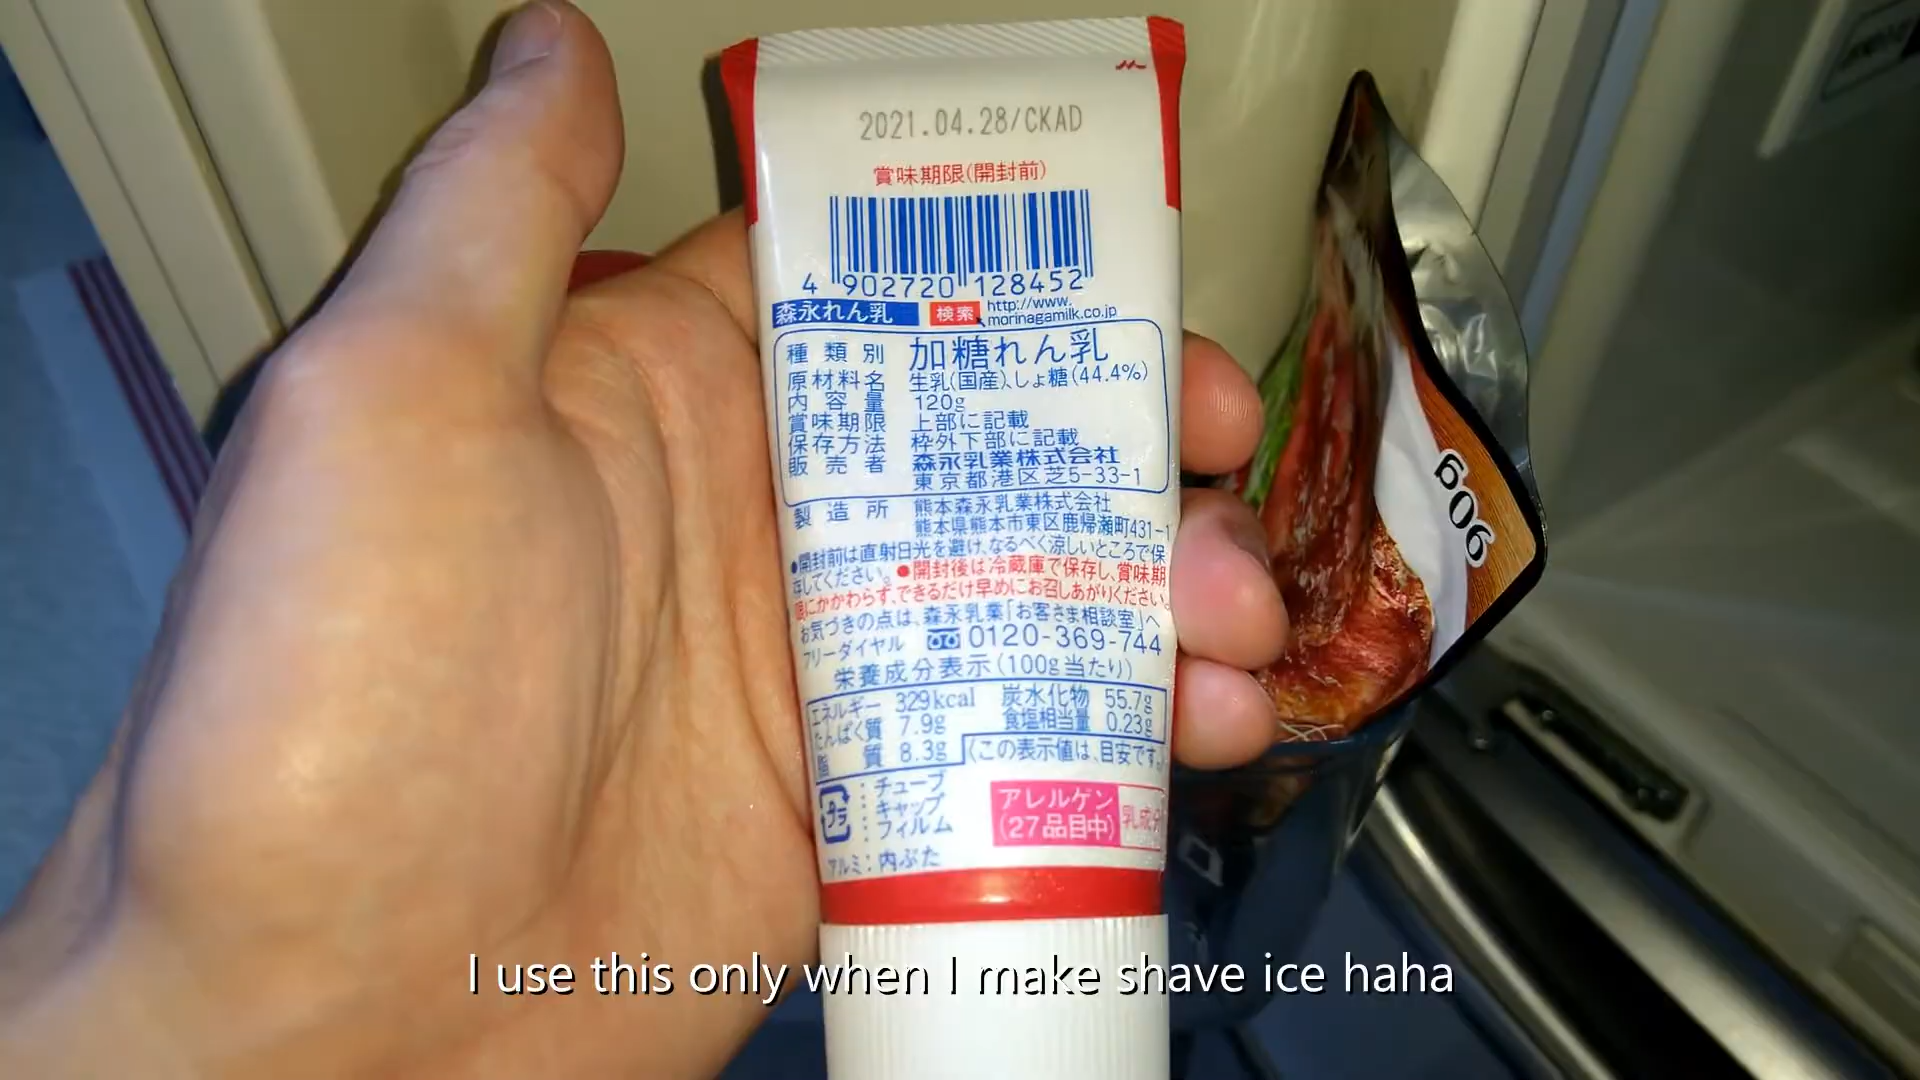 2021.04.28/CKAD
賞味期限(開封前)
4 902720 128452
森永れん乳 検索 http://www.
morinagamilk.co.jp
種類別 加糖れん乳
原材料名 生乳(国産)、しょ糖(44.4%)
内容量 120g
賞味期限 上部に記載
保存方法 枠外下部に記載
販売者 森永乳業株式会社
東京都港区芝5-33-1
製造所 熊本森永乳業株式会社
熊本県熊本市東区鹿帰瀬町431-1
●開封前は直射日光を避け、なるべく涼しいところで保
存してください。●開封後は冷蔵庫で保存し、賞味期
限にかかわらず、できるだけ早めにお召しあがりください。
お気づきの点は、森永乳業「お客さま相談室」へ
フリーダイヤル 0120-369-744
栄養成分表示(100g当たり)
エネルギー 329kcal 炭水化物 55.7g
たんぱく質 7.9g 食塩相当量 0.23g
脂質 8.3g (この表示値は、目安です。)
プラ : チューブ
キャップ
フィルム
アルミ : 内ぶた
アレルゲン
(27品目中) 乳成分
90g
I use this only when I make shave ice haha